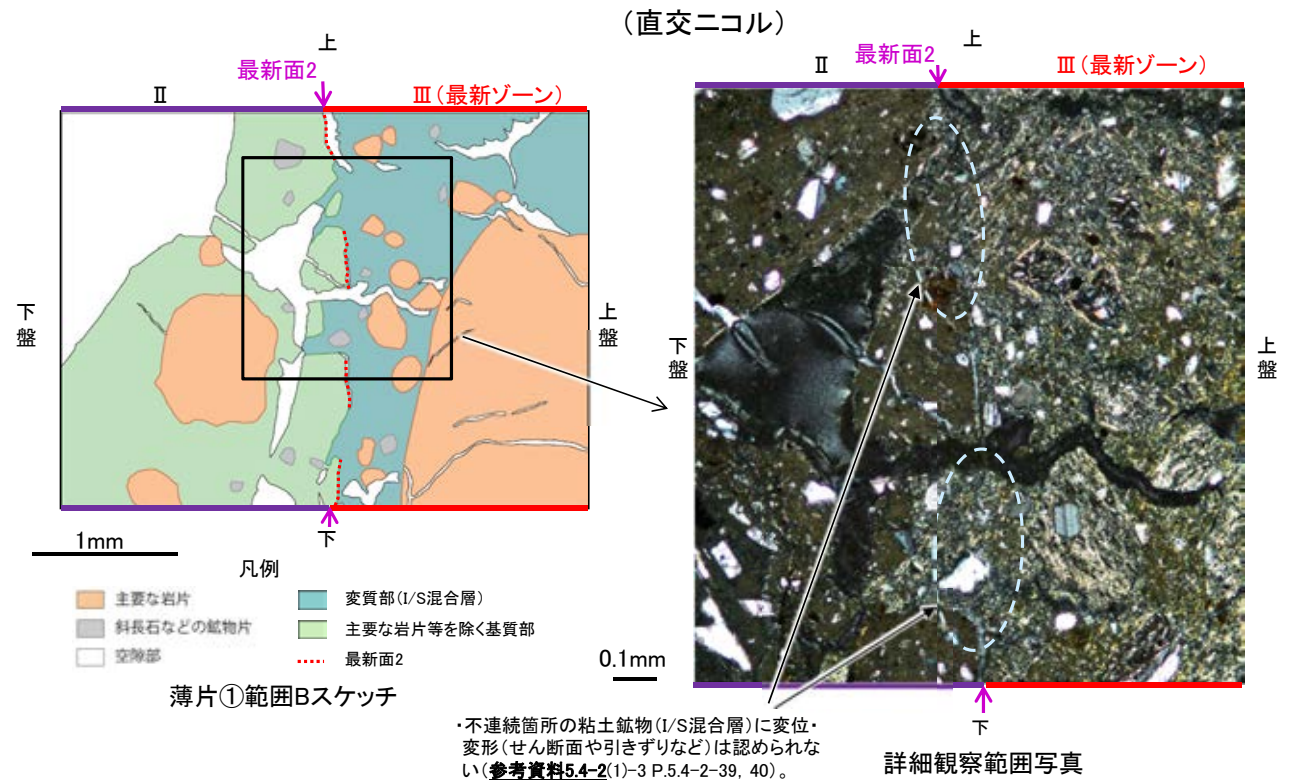 (直交ニコル)
上
最新面2
Ⅱ
Ⅲ(最新ゾーン)
下盤
上盤
下
1mm
凡例
主要な岩片
斜長石などの鉱物片
空隙部
変質部(I/S混合層)
主要な岩片等を除く基質部
最新面2
薄片①範囲Bスケッチ
上
最新面2
Ⅱ
Ⅲ(最新ゾーン)
下盤
上盤
0.1mm
下
・不連続箇所の粘土鉱物(I/S混合層)に変位・
変形(せん断面や引きずりなど)は認められな
い(参考資料5.4-2(1)-3 P.5.4-2-39, 40)。
詳細観察範囲写真